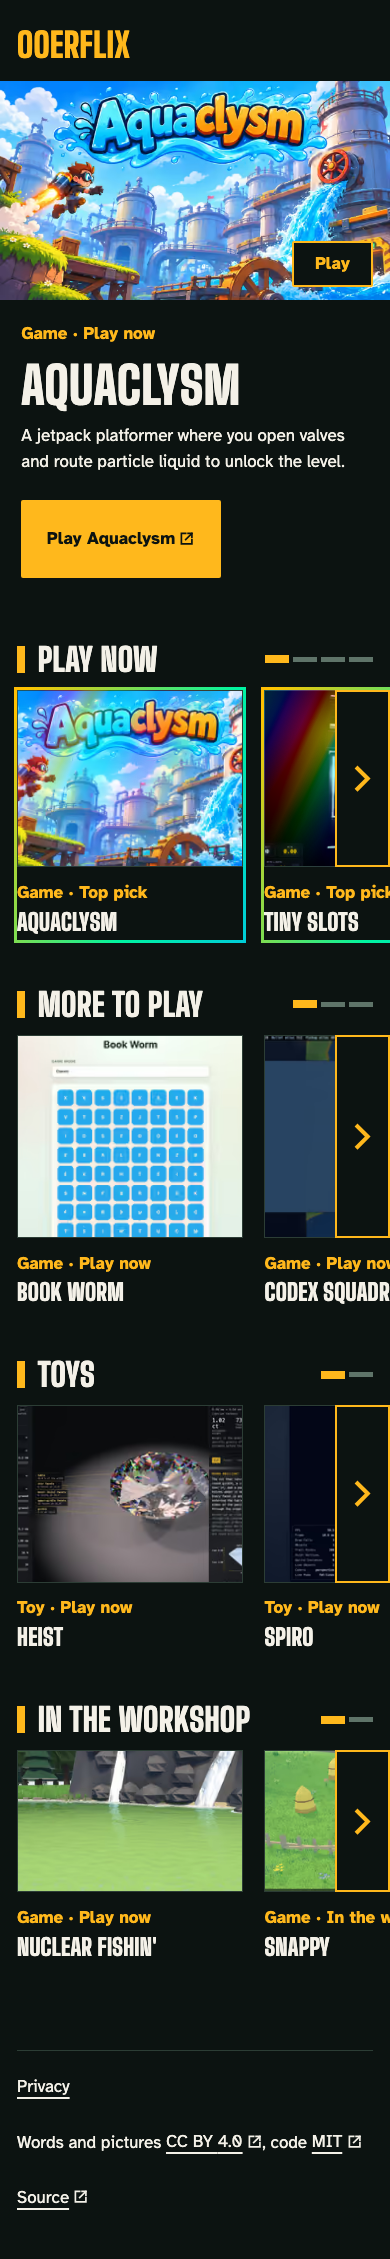 OOERFLIX
Aquaclysm
Play
Game · Play now
AQUACLYSM
A jetpack platformer where you open valves
and route particle liquid to unlock the level.
Play Aquaclysm
PLAY NOW
Aquaclysm
Game · Top pick
AQUACLYSM
Game · Top pick
TINY SLOTS
MORE TO PLAY
Book Worm
Game · Play now
BOOK WORM
Game · Play now
CODEX SQUADR
TOYS
Toy · Play now
HEIST
Toy · Play now
SPIRO
IN THE WORKSHOP
Game · Play now
NUCLEAR FISHIN'
Game · In the w
SNAPPY
Privacy
Words and pictures CC BY 4.0, code MIT
Source